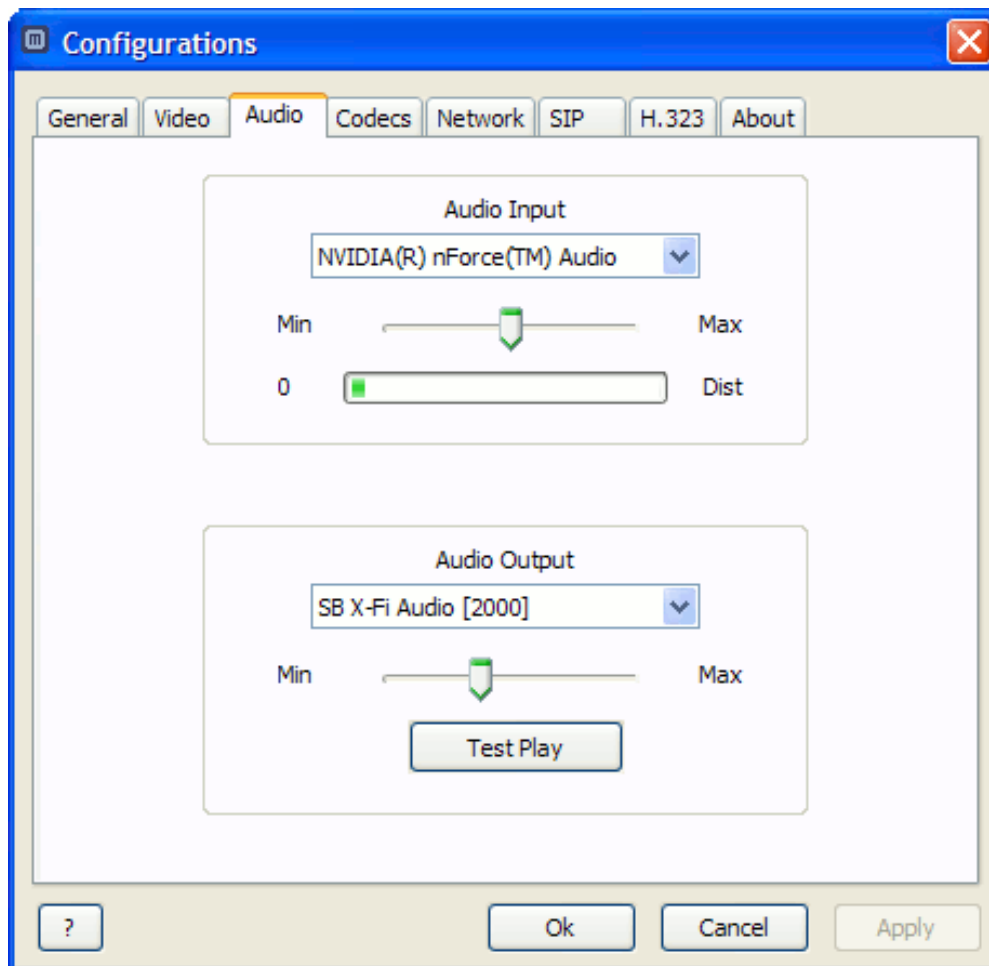 Configurations
General Video Audio Codecs Network SIP H.323 About
Audio Input
NVIDIA(R) nForce(TM) Audio
Min Max
0 Dist
Audio Output
SB X-Fi Audio [2000]
Min Max
Test Play
? Ok Cancel Apply